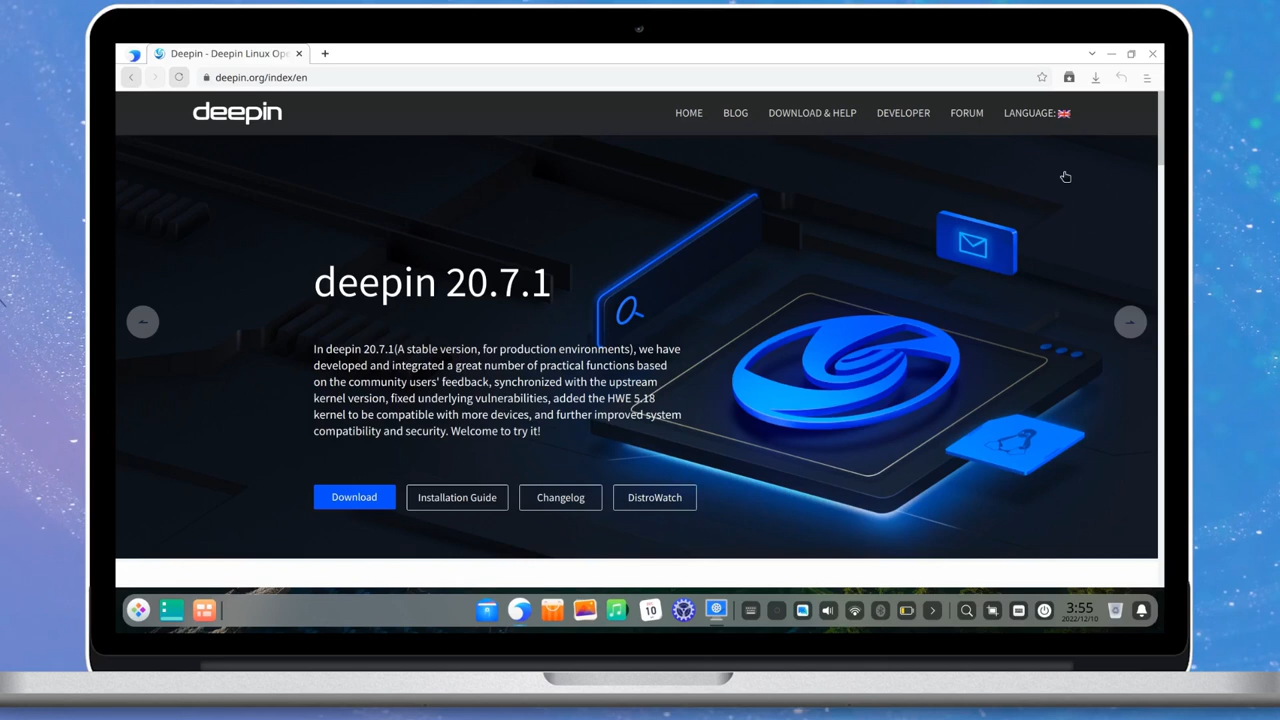 Deepin - Deepin Linux Ope
deepin.org/index/en
deepin
HOME BLOG DOWNLOAD & HELP DEVELOPER FORUM LANGUAGE:
deepin 20.7.1
In deepin 20.7.1(A stable version, for production environments), we have
developed and integrated a great number of practical functions based
on the community users' feedback, synchronized with the upstream
kernel version, fixed underlying vulnerabilities, added the HWE 5.18
kernel to be compatible with more devices, and further improved system
compatibility and security. Welcome to try it!
Download Installation Guide Changelog DistroWatch
10
3:55
2022/12/10